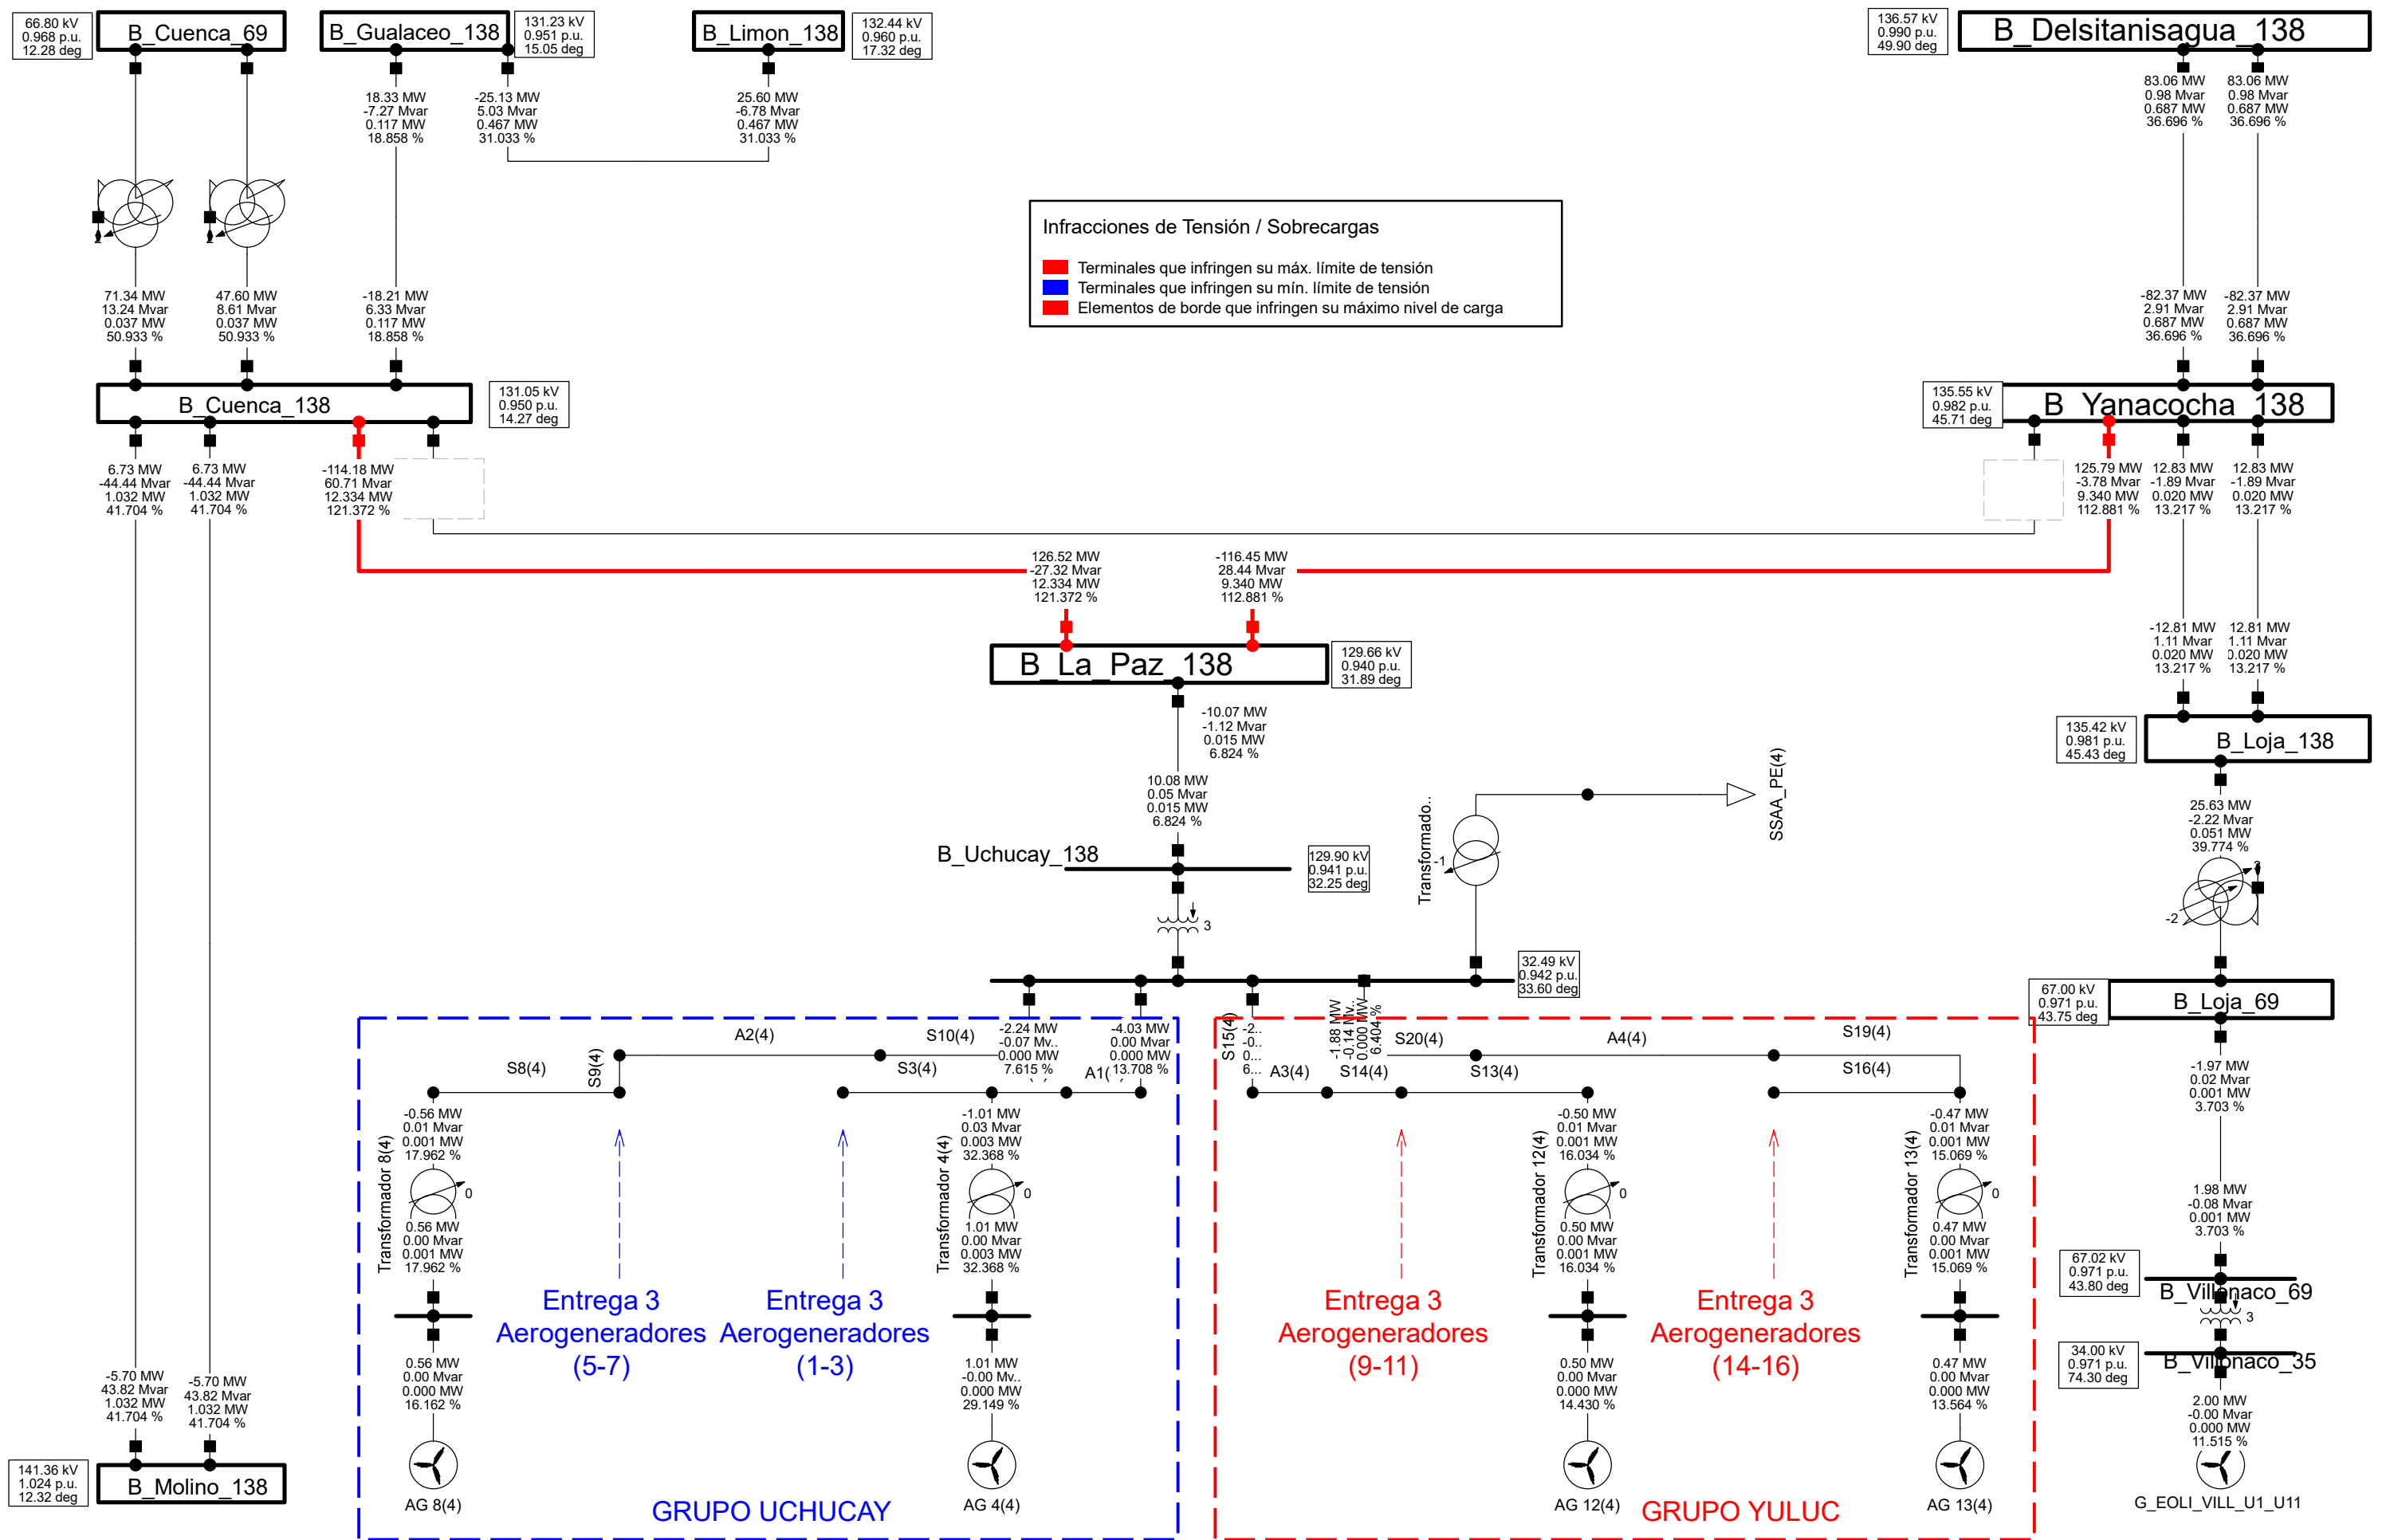 66.80 kV
0.968 p.u.
12.28 deg
B_Cuenca_69
B_Gualaceo_138
131.23 kV
0.951 p.u.
15.05 deg
B_Limon_138
132.44 kV
0.960 p.u.
17.32 deg
136.57 kV
0.990 p.u.
49.90 deg
B_Delsitanisagua_138
18.33 MW
-7.27 Mvar
0.117 MW
18.858 %
-25.13 MW
5.03 Mvar
0.467 MW
31.033 %
25.60 MW
-6.78 Mvar
0.467 MW
31.033 %
83.06 MW
0.98 Mvar
0.687 MW
36.696 %
83.06 MW
0.98 Mvar
0.687 MW
36.696 %
Infracciones de Tensión / Sobrecargas
Terminales que infringen su máx. límite de tensión
Terminales que infringen su mín. límite de tensión
Elementos de borde que infringen su máximo nivel de carga
71.34 MW
13.24 Mvar
0.037 MW
50.933 %
47.60 MW
8.61 Mvar
0.037 MW
50.933 %
-18.21 MW
6.33 Mvar
0.117 MW
18.858 %
-82.37 MW
2.91 Mvar
0.687 MW
36.696 %
-82.37 MW
2.91 Mvar
0.687 MW
36.696 %
B_Cuenca_138
131.05 kV
0.950 p.u.
14.27 deg
135.55 kV
0.982 p.u.
45.71 deg
B_Yanacocha_138
6.73 MW
-44.44 Mvar
1.032 MW
41.704 %
6.73 MW
-44.44 Mvar
1.032 MW
41.704 %
-114.18 MW
60.71 Mvar
12.334 MW
121.372 %
125.79 MW
-3.78 Mvar
9.340 MW
112.881 %
12.83 MW
-1.89 Mvar
0.020 MW
13.217 %
12.83 MW
-1.89 Mvar
0.020 MW
13.217 %
126.52 MW
-27.32 Mvar
12.334 MW
121.372 %
-116.45 MW
28.44 Mvar
9.340 MW
112.881 %
B_La_Paz_138
129.66 kV
0.940 p.u.
31.89 deg
-12.81 MW
1.11 Mvar
0.020 MW
13.217 %
12.81 MW
1.11 Mvar
0.020 MW
13.217 %
-10.07 MW
-1.12 Mvar
0.015 MW
6.824 %
135.42 kV
0.981 p.u.
45.43 deg
B_Loja_138
10.08 MW
0.05 Mvar
0.015 MW
6.824 %
SSAA_PE(4)
Transformado..
-1
25.63 MW
-2.22 Mvar
0.051 MW
39.774 %
B_Uchucay_138
129.90 kV
0.941 p.u.
32.25 deg
3
-2
3
32.49 kV
0.942 p.u.
33.60 deg
67.00 kV
0.971 p.u.
43.75 deg
B_Loja_69
-2.24 MW
-0.07 Mv..
0.000 MW
7.615 %
-4.03 MW
0.00 Mvar
0.000 MW
13.708 %
S15(4)
-2..
-0..
0...
6...
-1.88 MW
-0.14 Mv..
0.000 MW
6.404 %
A2(4)
S10(4)
S20(4)
A4(4)
S19(4)
S8(4)
S9(4)
S3(4)
A1(
A3(4)
S14(4)
S13(4)
S16(4)
-1.97 MW
0.02 Mvar
0.001 MW
3.703 %
-0.56 MW
0.01 Mvar
0.001 MW
17.962 %
-1.01 MW
0.03 Mvar
0.003 MW
32.368 %
-0.50 MW
0.01 Mvar
0.001 MW
16.034 %
-0.47 MW
0.01 Mvar
0.001 MW
15.069 %
Transformador 8(4)
0
Transformador 4(4)
0
Transformador 12(4)
0
Transformador 13(4)
0
0.56 MW
0.00 Mvar
0.001 MW
17.962 %
1.01 MW
0.00 Mvar
0.003 MW
32.368 %
0.50 MW
0.00 Mvar
0.001 MW
16.034 %
0.47 MW
0.00 Mvar
0.001 MW
15.069 %
1.98 MW
-0.08 Mvar
0.001 MW
3.703 %
67.02 kV
0.971 p.u.
43.80 deg
B_Villonaco_69
3
Entrega 3
Aerogeneradores
(5-7)
Entrega 3
Aerogeneradores
(1-3)
Entrega 3
Aerogeneradores
(9-11)
Entrega 3
Aerogeneradores
(14-16)
34.00 kV
0.971 p.u.
74.30 deg
B_Villonaco_35
-5.70 MW
43.82 Mvar
1.032 MW
41.704 %
-5.70 MW
43.82 Mvar
1.032 MW
41.704 %
0.56 MW
0.00 Mvar
0.000 MW
16.162 %
1.01 MW
-0.00 Mv..
0.000 MW
29.149 %
0.50 MW
0.00 Mvar
0.000 MW
14.430 %
0.47 MW
0.00 Mvar
0.000 MW
13.564 %
2.00 MW
-0.00 Mvar
0.000 MW
11.515 %
141.36 kV
1.024 p.u.
12.32 deg
B_Molino_138
AG 8(4)
GRUPO UCHUCAY
AG 4(4)
AG 12(4)
GRUPO YULUC
AG 13(4)
G_EOLI_VILL_U1_U11